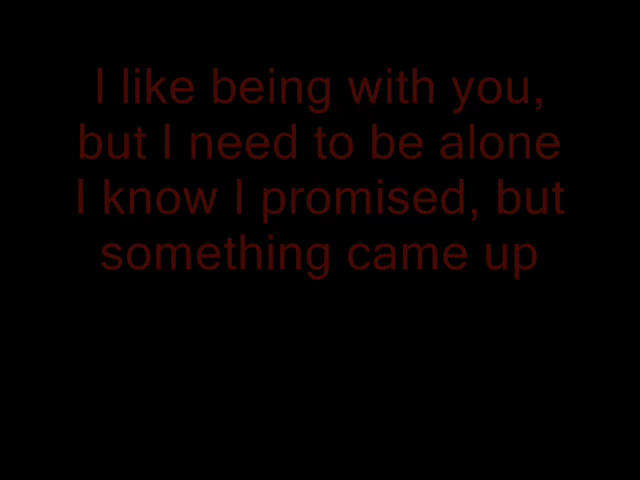 I like being with you,
but I need to be alone
I know I promised, but
something came up